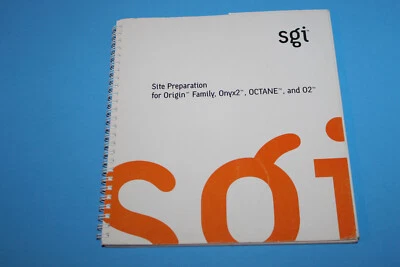 sgi
Site Preparation
for Origin™ Family, Onyx2™, OCTANE™, and O2™
sgi